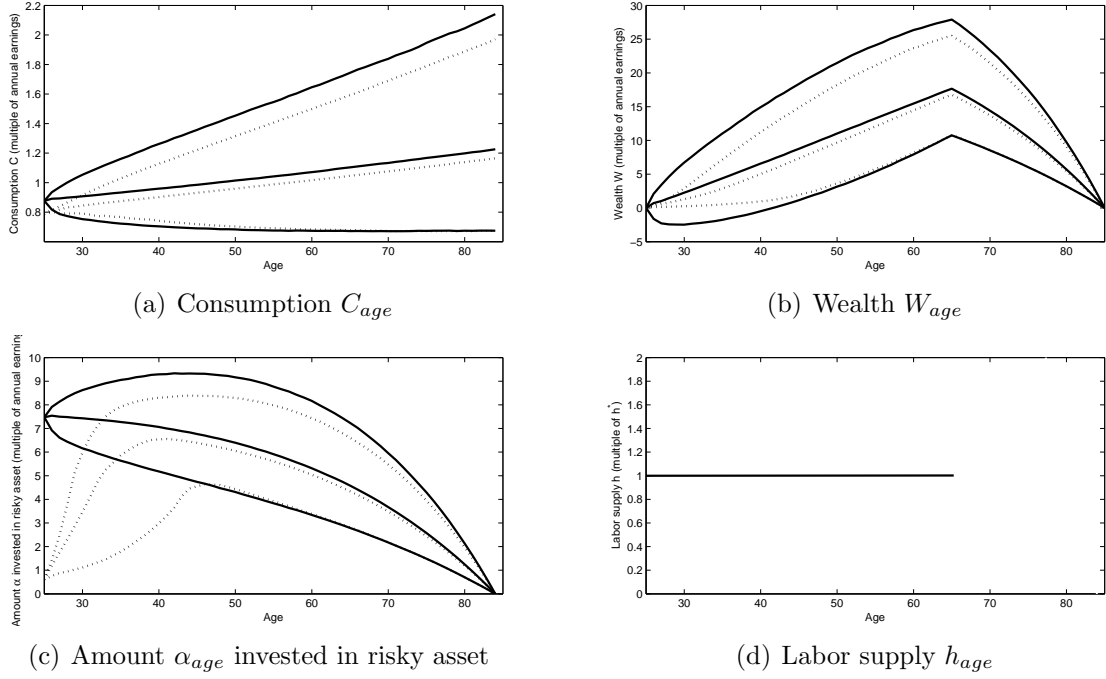 2.2
2
1.8
1.6
1.4
1.2
1
0.8
30 40 50 60 70 80
Age
Consumption C (multiple of annual earnings)
(a) Consumption C_age
30
25
20
15
10
5
0
−5
30 40 50 60 70 80
Age
Wealth W (multiple of annual earnings)
(b) Wealth W_age
10
9
8
7
6
5
4
3
2
1
0
30 40 50 60 70 80
Age
Amount α invested in risky asset (multiple of annual earning
(c) Amount α_age invested in risky asset
2
1.8
1.6
1.4
1.2
1
0.8
0.6
0.4
0.2
0
30 40 50 60 70 80
Age
Labor supply h (multiple of h*)
(d) Labor supply h_age